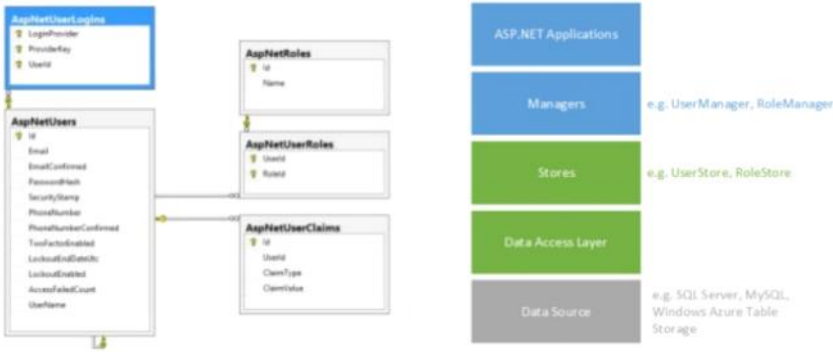 AspNetUserLogins
LoginProvider
ProviderKey
UserId
AspNetUsers
Id
Email
EmailConfirmed
PasswordHash
SecurityStamp
PhoneNumber
PhoneNumberConfirmed
TwoFactorEnabled
LockoutEndDateUtc
LockoutEnabled
AccessFailedCount
UserName
AspNetRoles
Id
Name
AspNetUserRoles
UserId
RoleId
AspNetUserClaims
Id
UserId
ClaimType
ClaimValue
ASP.NET Applications
Managers
e.g. UserManager, RoleManager
Stores
e.g. UserStore, RoleStore
Data Access Layer
Data Source
e.g. SQL Server, MySQL,
Windows Azure Table
Storage